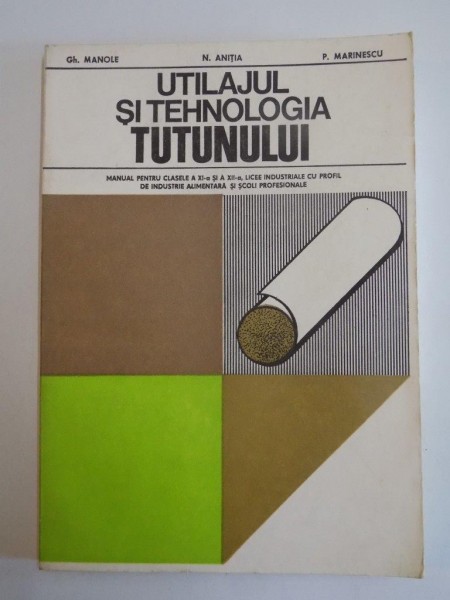 Gh. MANOLE N. ANIȚIA P. MARINESCU
UTILAJUL
ȘI TEHNOLOGIA
TUTUNULUI
MANUAL PENTRU CLASELE A XI-a ȘI A XII-a, LICEE INDUSTRIALE CU PROFIL
DE INDUSTRIE ALIMENTARĂ ȘI ȘCOLI PROFESIONALE